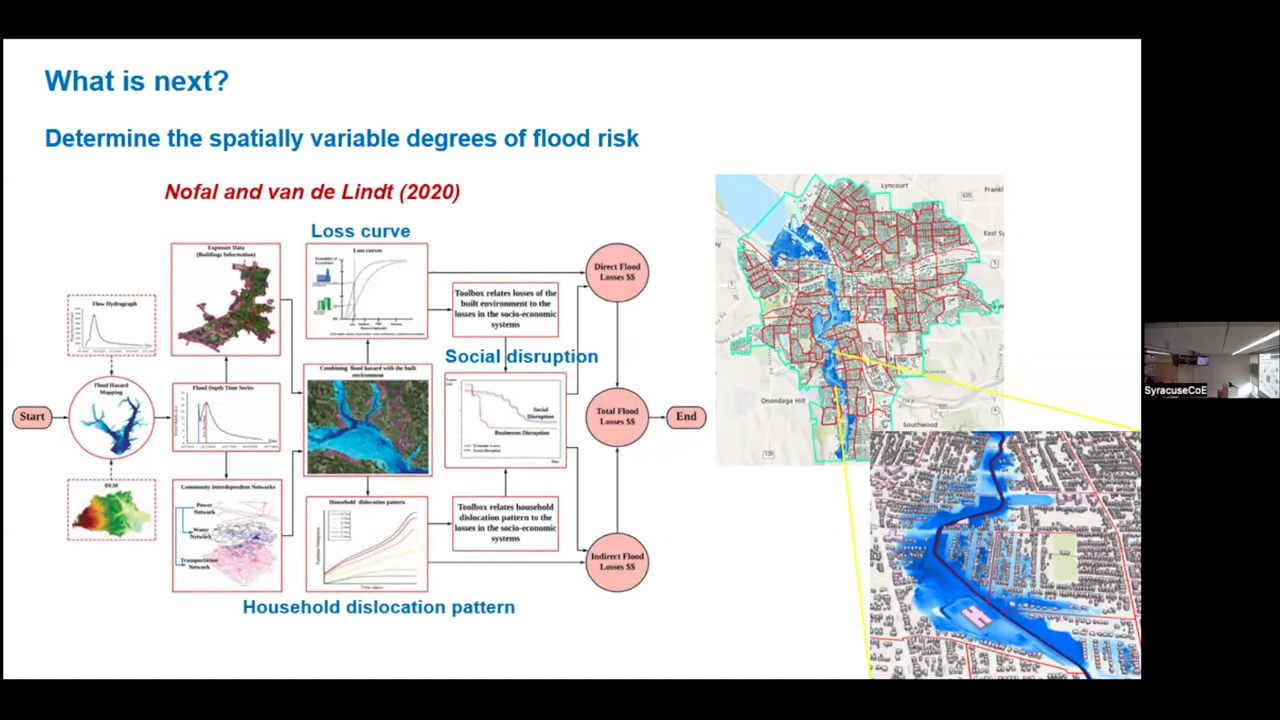 What is next?
Determine the spatially variable degrees of flood risk
Nofal and van de Lindt (2020)
Loss curve
Exposure Data
(Buildings Information)
Loss curves
Direct Flood
Losses $$
Flow Hydrograph
Toolbox relates losses of the
built environment to the
losses in the socio-economic
systems
Social disruption
Combining flood hazard with the built
environment
Flood Hazard
Mapping
Flood Depth Time Series
Start
Social
Disruption
Businesses Disruption
Total Flood
Losses $$
End
DEM
Community Interdependent Networks
Power
Network
Water
Network
Transportation
Network
Household dislocation pattern
Toolbox relates household
dislocation pattern to the
losses in the socio-economic
systems
Indirect Flood
Losses $$
Household dislocation pattern
Lyncourt
Onondaga Hill
Southwood
SyracuseCoE